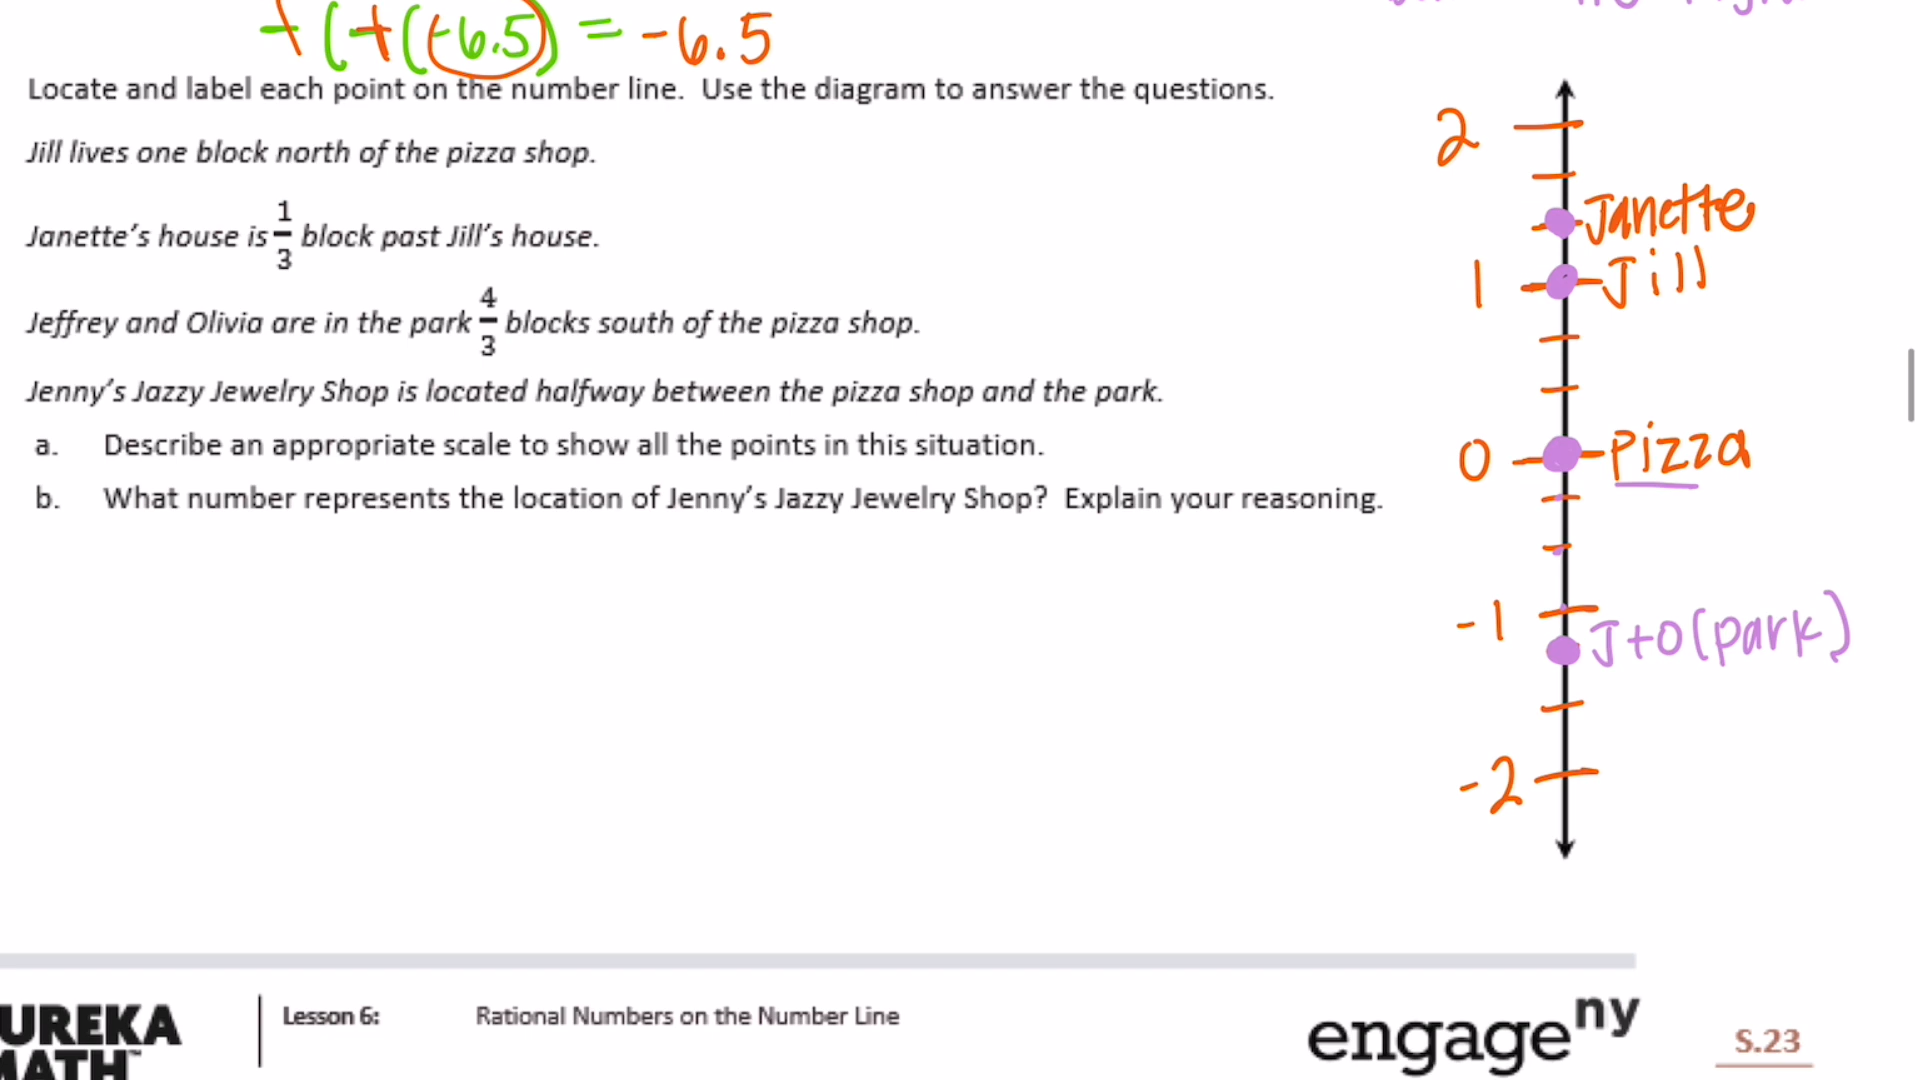 +(+(-6.5)) = -6.5
Locate and label each point on the number line. Use the diagram to answer the questions.
Jill lives one block north of the pizza shop.
Janette's house is 1/3 block past Jill's house.
Jeffrey and Olivia are in the park 4/3 blocks south of the pizza shop.
Jenny's Jazzy Jewelry Shop is located halfway between the pizza shop and the park.
a. Describe an appropriate scale to show all the points in this situation.
b. What number represents the location of Jenny's Jazzy Jewelry Shop? Explain your reasoning.
2
Janette
1 Jill
0 Pizza
-1
J+O(park)
-2
UREKA
MATH™
Lesson 6: Rational Numbers on the Number Line
engage ny
S.23